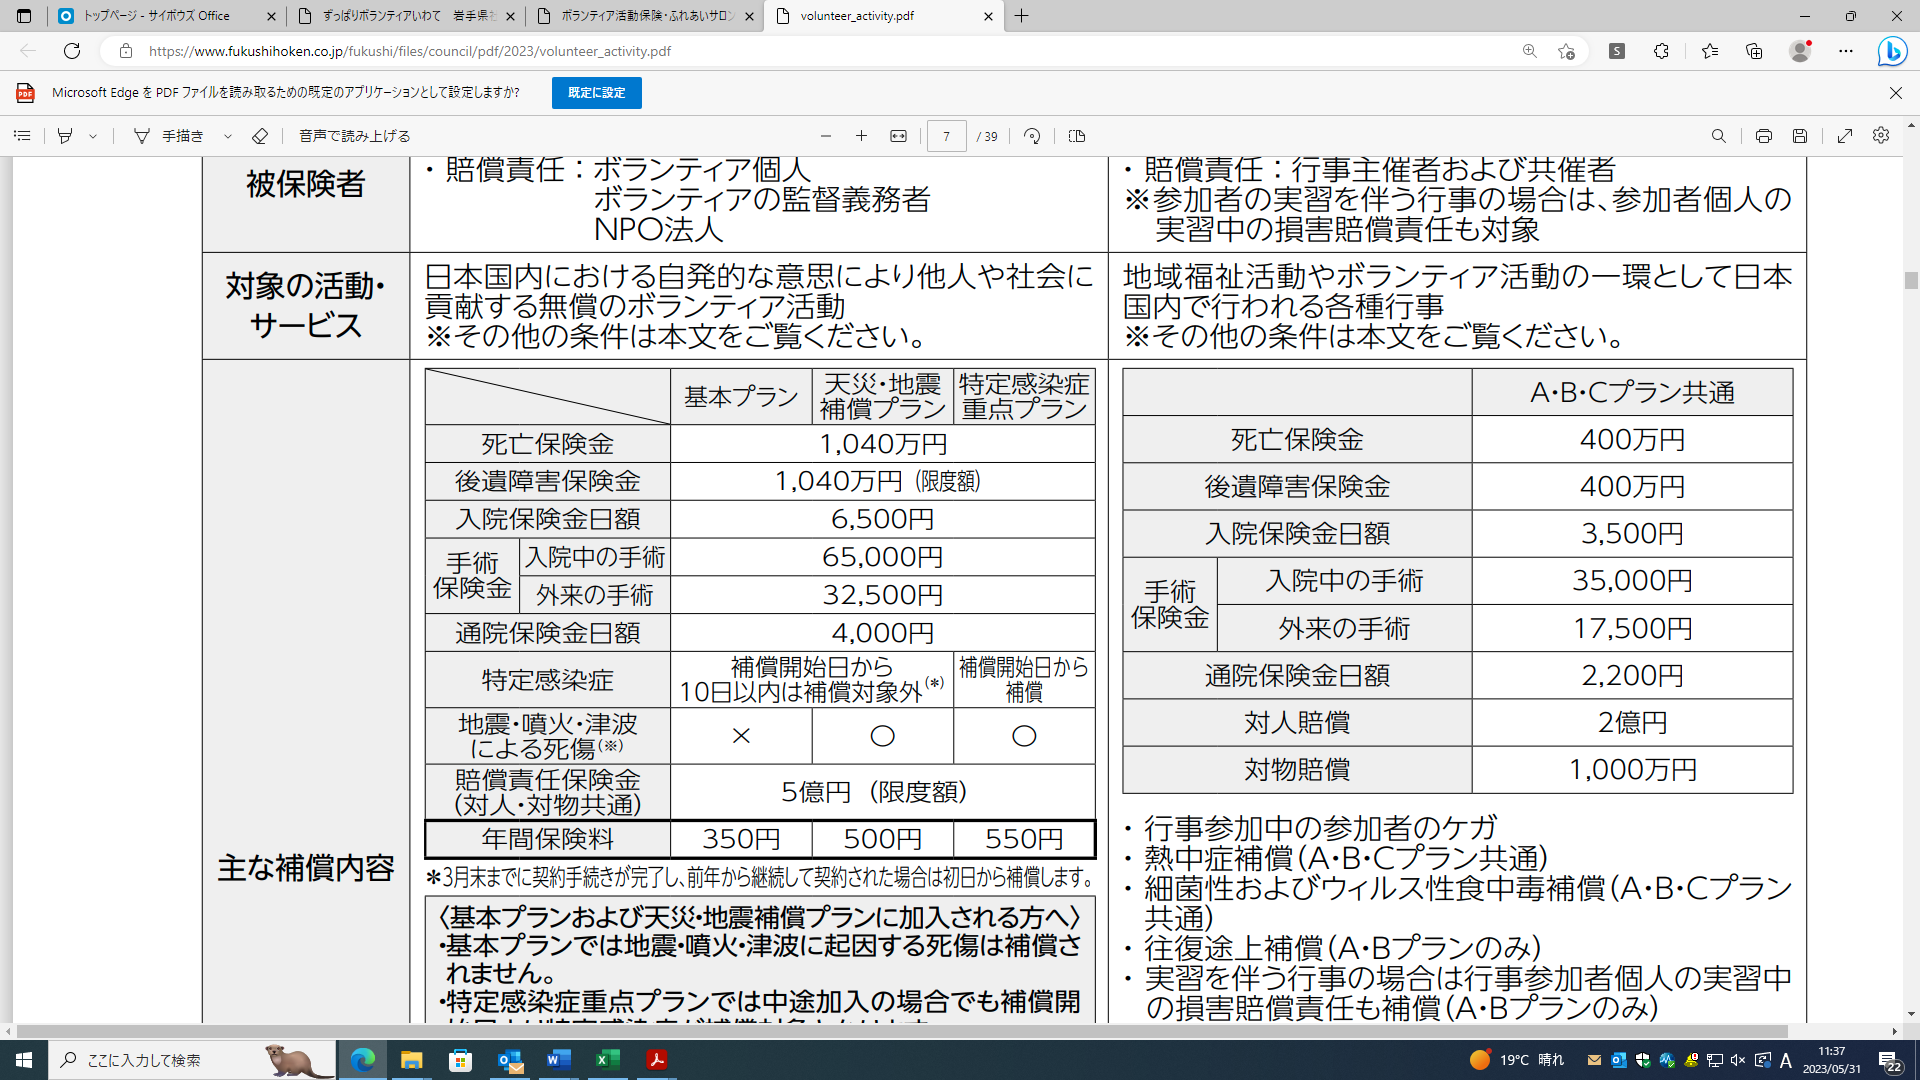 トップページ - サイボウズ Office
ずっぱりボランティアいわて 岩手県社
ボランティア活動保険・ふれあいサロン
volunteer_activity.pdf
https://www.fukushihoken.co.jp/fukushi/files/council/pdf/2023/volunteer_activity.pdf
Microsoft Edge を PDF ファイルを読み取るための既定のアプリケーションとして設定しますか?
既定に設定
手描き
音声で読み上げる
7 / 39
被保険者
・賠償責任：ボランティア個人
ボランティアの監督義務者
NPO法人
・賠償責任：行事主催者および共催者
※参加者の実習を伴う行事の場合は、参加者個人の
実習中の損害賠償責任も対象
対象の活動・
サービス
日本国内における自発的な意思により他人や社会に
貢献する無償のボランティア活動
※その他の条件は本文をご覧ください。
地域福祉活動やボランティア活動の一環として日本
国内で行われる各種行事
※その他の条件は本文をご覧ください。
主な補償内容
基本プラン
天災・地震
補償プラン
特定感染症
重点プラン
死亡保険金
1,040万円
後遺障害保険金
1,040万円（限度額）
入院保険金日額
6,500円
手術
保険金
入院中の手術
65,000円
外来の手術
32,500円
通院保険金日額
4,000円
特定感染症
補償開始日から
10日以内は補償対象外(＊)
補償開始日から
補償
地震・噴火・津波
による死傷(※)
× ○ ○
賠償責任保険金
（対人・対物共通）
5億円（限度額）
年間保険料
350円 500円 550円
＊3月末までに契約手続きが完了し、前年から継続して契約された場合は初日から補償します。
〈基本プランおよび天災・地震補償プランに加入される方へ〉
・基本プランでは地震・噴火・津波に起因する死傷は補償さ
れません。
・特定感染症重点プランでは中途加入の場合でも補償開
A・B・Cプラン共通
死亡保険金
400万円
後遺障害保険金
400万円
入院保険金日額
3,500円
手術
保険金
入院中の手術
35,000円
外来の手術
17,500円
通院保険金日額
2,200円
対人賠償
2億円
対物賠償
1,000万円
・行事参加中の参加者のケガ
・熱中症補償（A・B・Cプラン共通）
・細菌性およびウィルス性食中毒補償（A・B・Cプラン
共通）
・往復途上補償（A・Bプランのみ）
・実習を伴う行事の場合は行事参加者個人の実習中
の損害賠償責任も補償（A・Bプランのみ）
ここに入力して検索
19°C 晴れ
A
11:37
2023/05/31
22